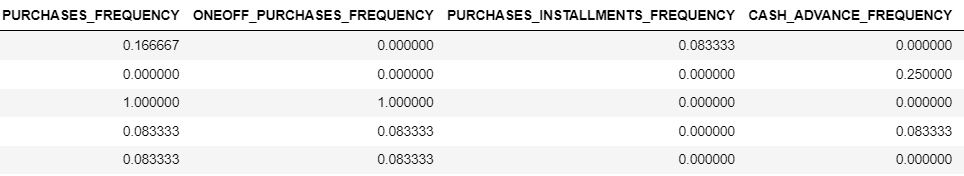 PURCHASES_FREQUENCY ONEOFF_PURCHASES_FREQUENCY PURCHASES_INSTALLMENTS_FREQUENCY CASH_ADVANCE_FREQUENCY
0.166667 0.000000 0.083333 0.000000
0.000000 0.000000 0.000000 0.250000
1.000000 1.000000 0.000000 0.000000
0.083333 0.083333 0.000000 0.083333
0.083333 0.083333 0.000000 0.000000